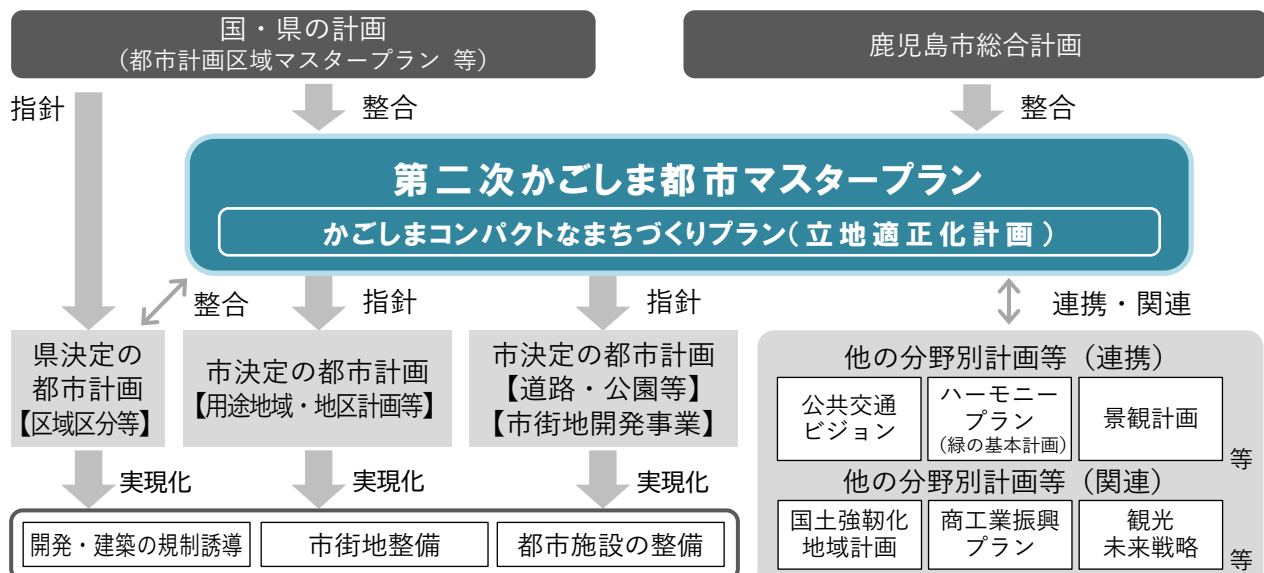 国・県の計画
（都市計画区域マスタープラン 等）
鹿児島市総合計画
指針
整合
整合
第二次かごしま都市マスタープラン
かごしまコンパクトなまちづくりプラン（立地適正化計画）
整合
指針
指針
連携・関連
県決定の
都市計画
【区域区分等】
市決定の都市計画
【用途地域・地区計画等】
市決定の都市計画
【道路・公園等】
【市街地開発事業】
他の分野別計画等（連携）
公共交通
ビジョン
ハーモニー
プラン
（緑の基本計画）
景観計画
等
他の分野別計画等（関連）
国土強靭化
地域計画
商工業振興
プラン
観光
未来戦略
等
実現化
実現化
実現化
開発・建築の規制誘導
市街地整備
都市施設の整備